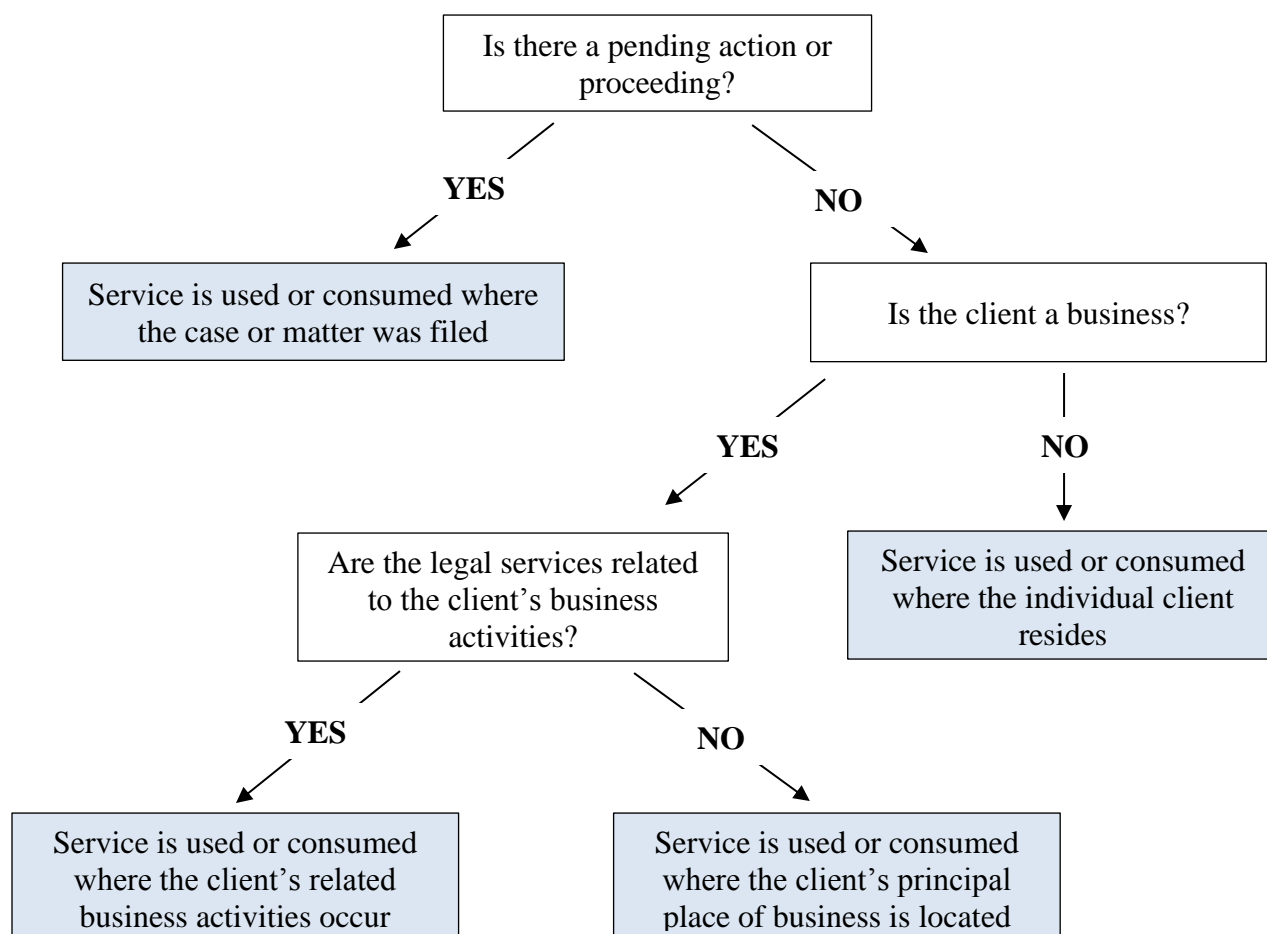 Is there a pending action or
proceeding?
YES
NO
Service is used or consumed where
the case or matter was filed
Is the client a business?
YES
NO
Are the legal services related
to the client’s business
activities?
Service is used or consumed
where the individual client
resides
YES
NO
Service is used or consumed
where the client’s related
business activities occur
Service is used or consumed
where the client’s principal
place of business is located